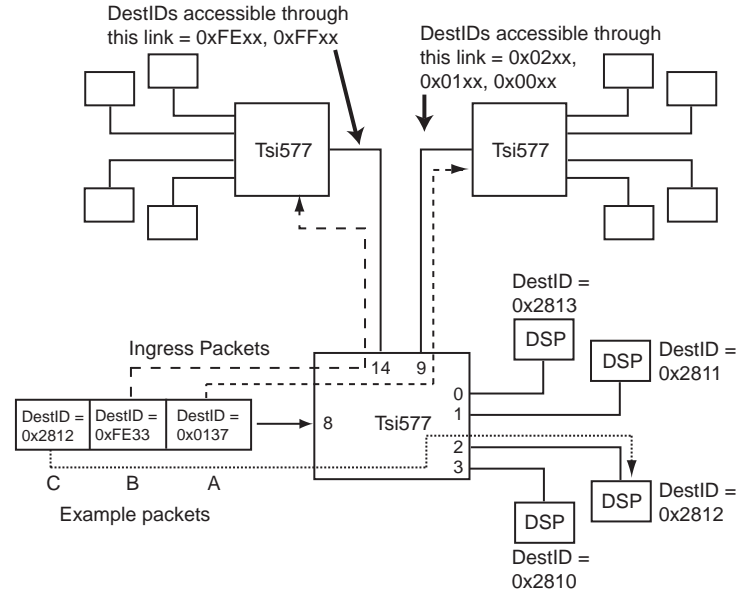 DestIDs accessible through
this link = 0xFExx, 0xFFxx
DestIDs accessible through
this link = 0x02xx,
0x01xx, 0x00xx
Tsi577
Tsi577
DestID =
0x2813
DSP
DSP
DestID =
0x2811
Ingress Packets
14
9
0
1
2
3
8
Tsi577
DestID =
0x2812
DestID =
0xFE33
DestID =
0x0137
C
B
A
Example packets
DSP
DestID =
0x2812
DSP
DestID =
0x2810